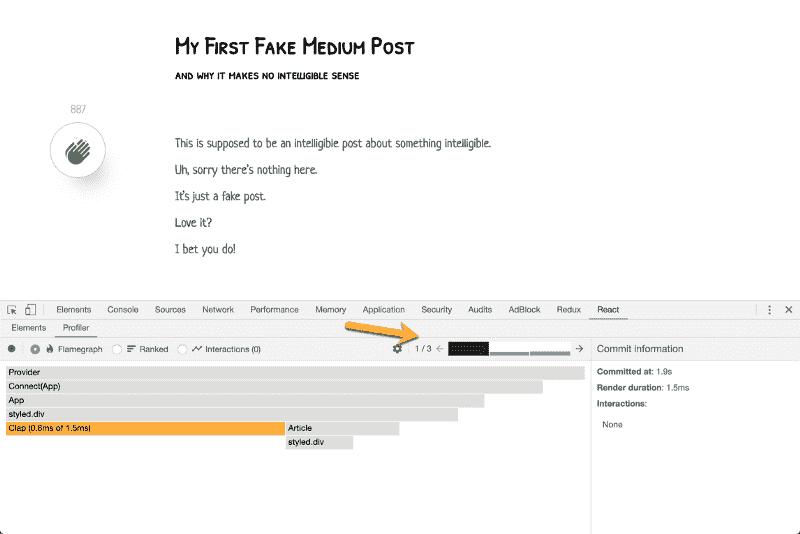 My First Fake Medium Post
and why it makes no intelligible sense
887
This is supposed to be an intelligible post about something intelligible.
Uh, sorry there's nothing here.
It's just a fake post.
Love it?
I bet you do!
Elements Console Sources Network Performance Memory Application Security Audits AdBlock Redux React
Elements Profiler
Flamegraph Ranked Interactions (0) 1 / 3 Commit information
Provider
Committed at: 1.9s
Connect(App)
Render duration: 1.5ms
App
Interactions:
styled.div
None
Clap (0.6ms of 1.5ms) Article
styled.div